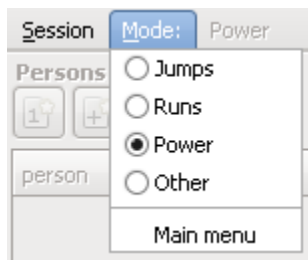 Session Mode: Power
Persons
Jumps
Runs
Power
person
Other
Main menu